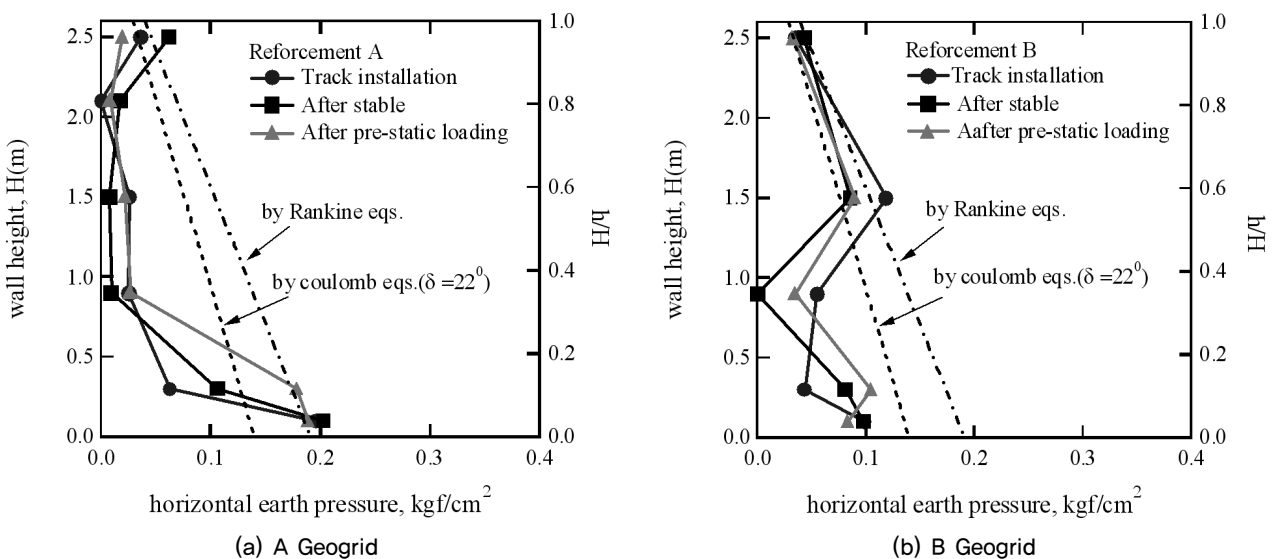 Reforcement A
Track installation
After stable
After pre-static loading
by Rankine eqs.
by coulomb eqs.(δ =22⁰)
wall height, H(m)
2.5
2.0
1.5
1.0
0.5
0.0
h/H
1.0
0.8
0.6
0.4
0.2
0.0
0.0 0.1 0.2 0.3 0.4
horizontal earth pressure, kgf/cm²
(a) A Geogrid
Reforcement B
Track installation
After stable
Aafter pre-static loading
by Rankine eqs.
by coulomb eqs.(δ =22⁰)
wall height, H(m)
2.5
2.0
1.5
1.0
0.5
0.0
h/H
1.0
0.8
0.6
0.4
0.2
0.0
0.0 0.1 0.2 0.3 0.4
horizontal earth pressure, kgf/cm²
(b) B Geogrid